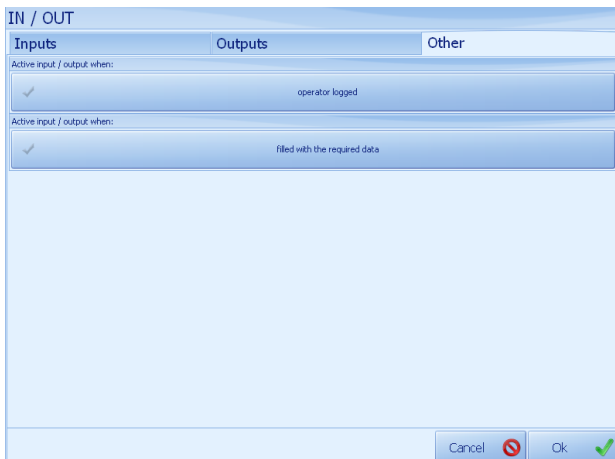 IN / OUT
Inputs Outputs Other
Active input / output when:
operator logged
Active input / output when:
filled with the required data
Cancel Ok